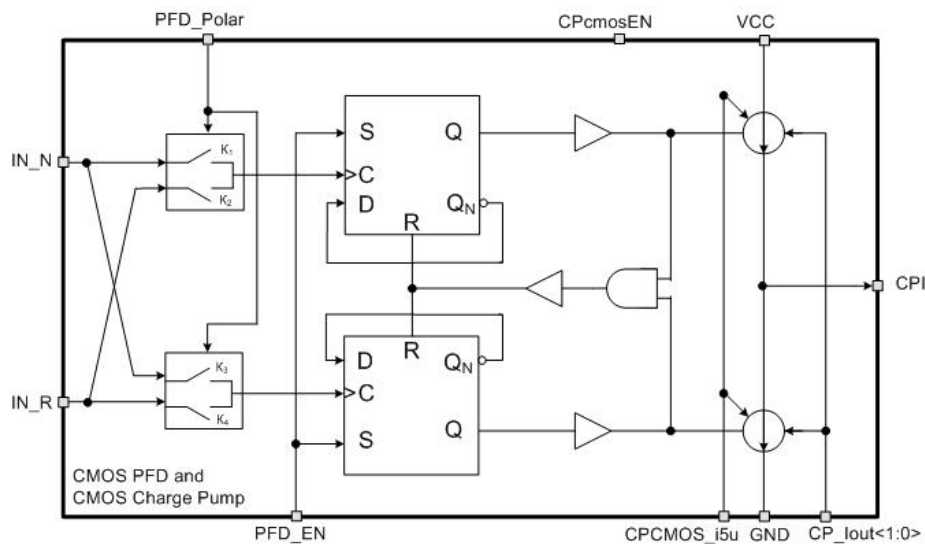 PFD_Polar
CPcmosEN
VCC
IN_N
K1
K2
S
Q
C
D
QN
R
CPI
IN_R
K3
K4
R
D
QN
C
Q
S
CMOS PFD and
CMOS Charge Pump
PFD_EN
CPCMOS_i5u
GND
CP_Iout<1:0>